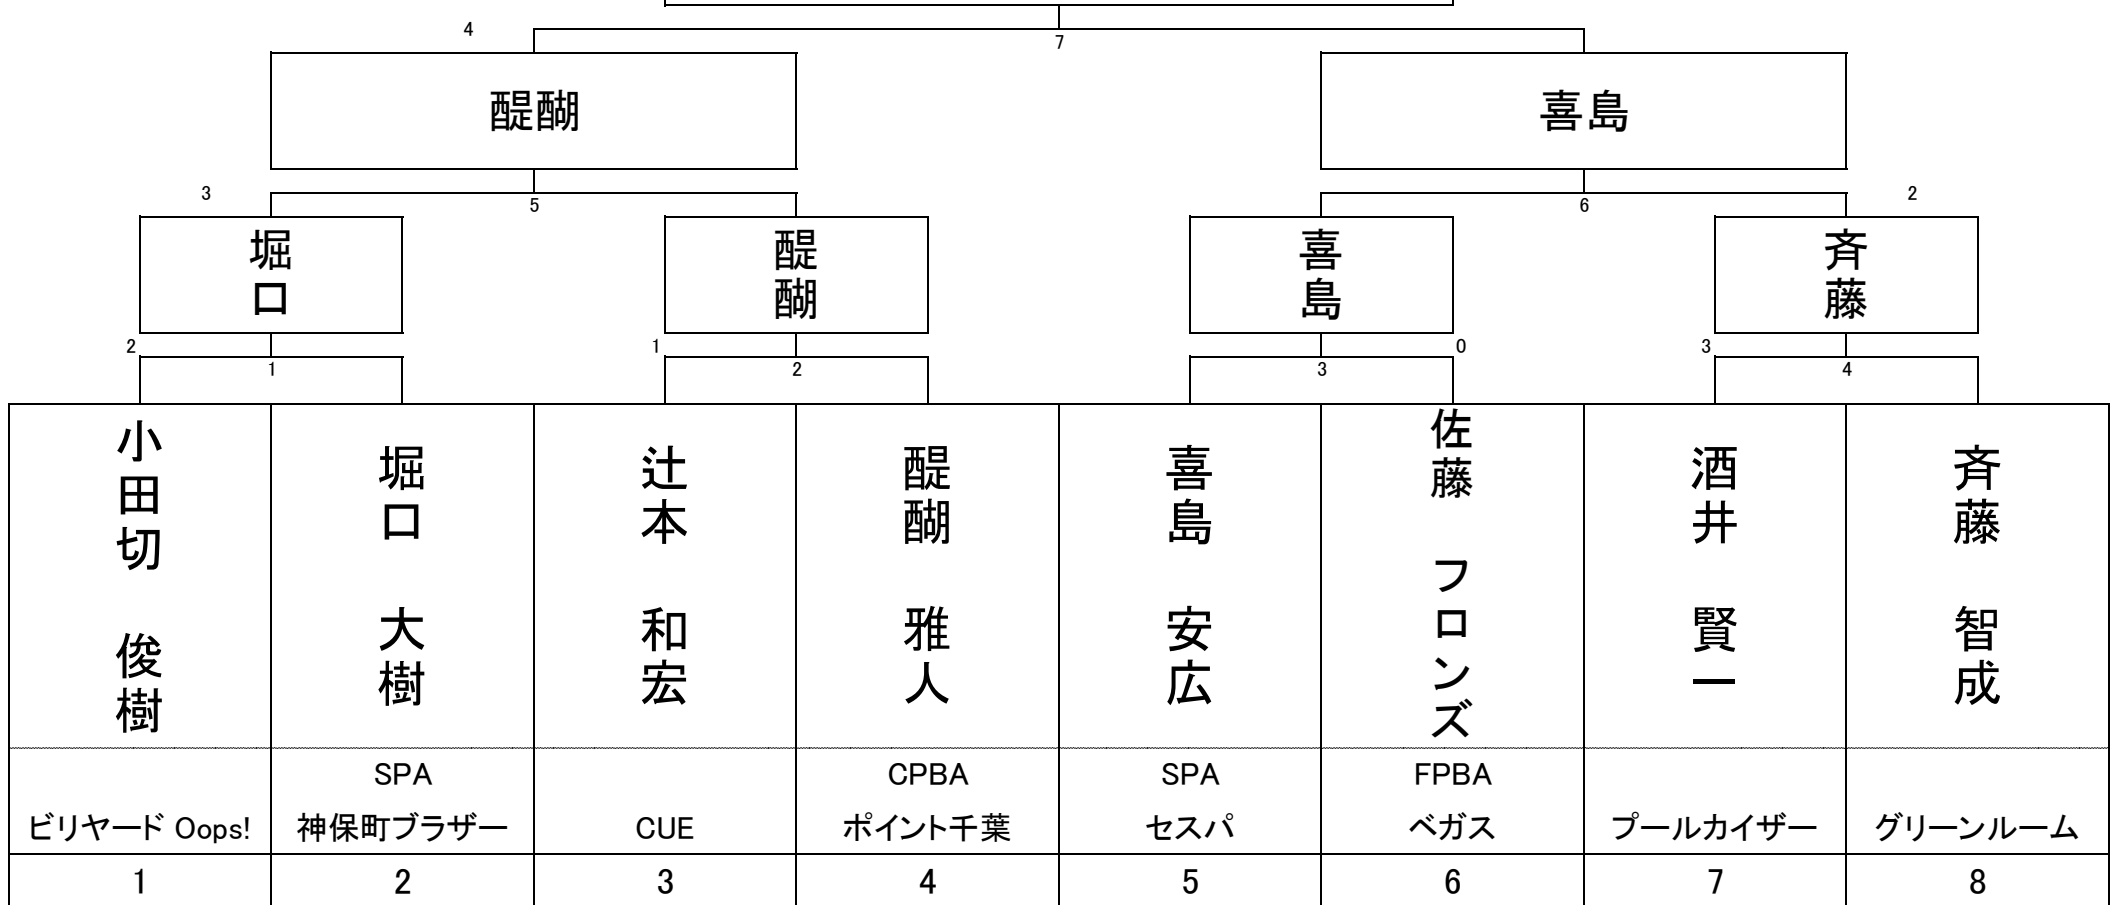 4
7
醍醐
喜島
3
5
6
2
堀口
醍醐
喜島
斉藤
2
1
1
2
3
0
3
4
小田切 俊樹
堀口 大樹
辻本 和宏
醍醐 雅人
喜島 安広
佐藤 フロンズ
酒井 賢一
斉藤 智成
SPA
CPBA
SPA
FPBA
ビリヤード Oops!
神保町ブラザー
CUE
ポイント千葉
セスパ
ベガス
プールカイザー
グリーンルーム
1
2
3
4
5
6
7
8